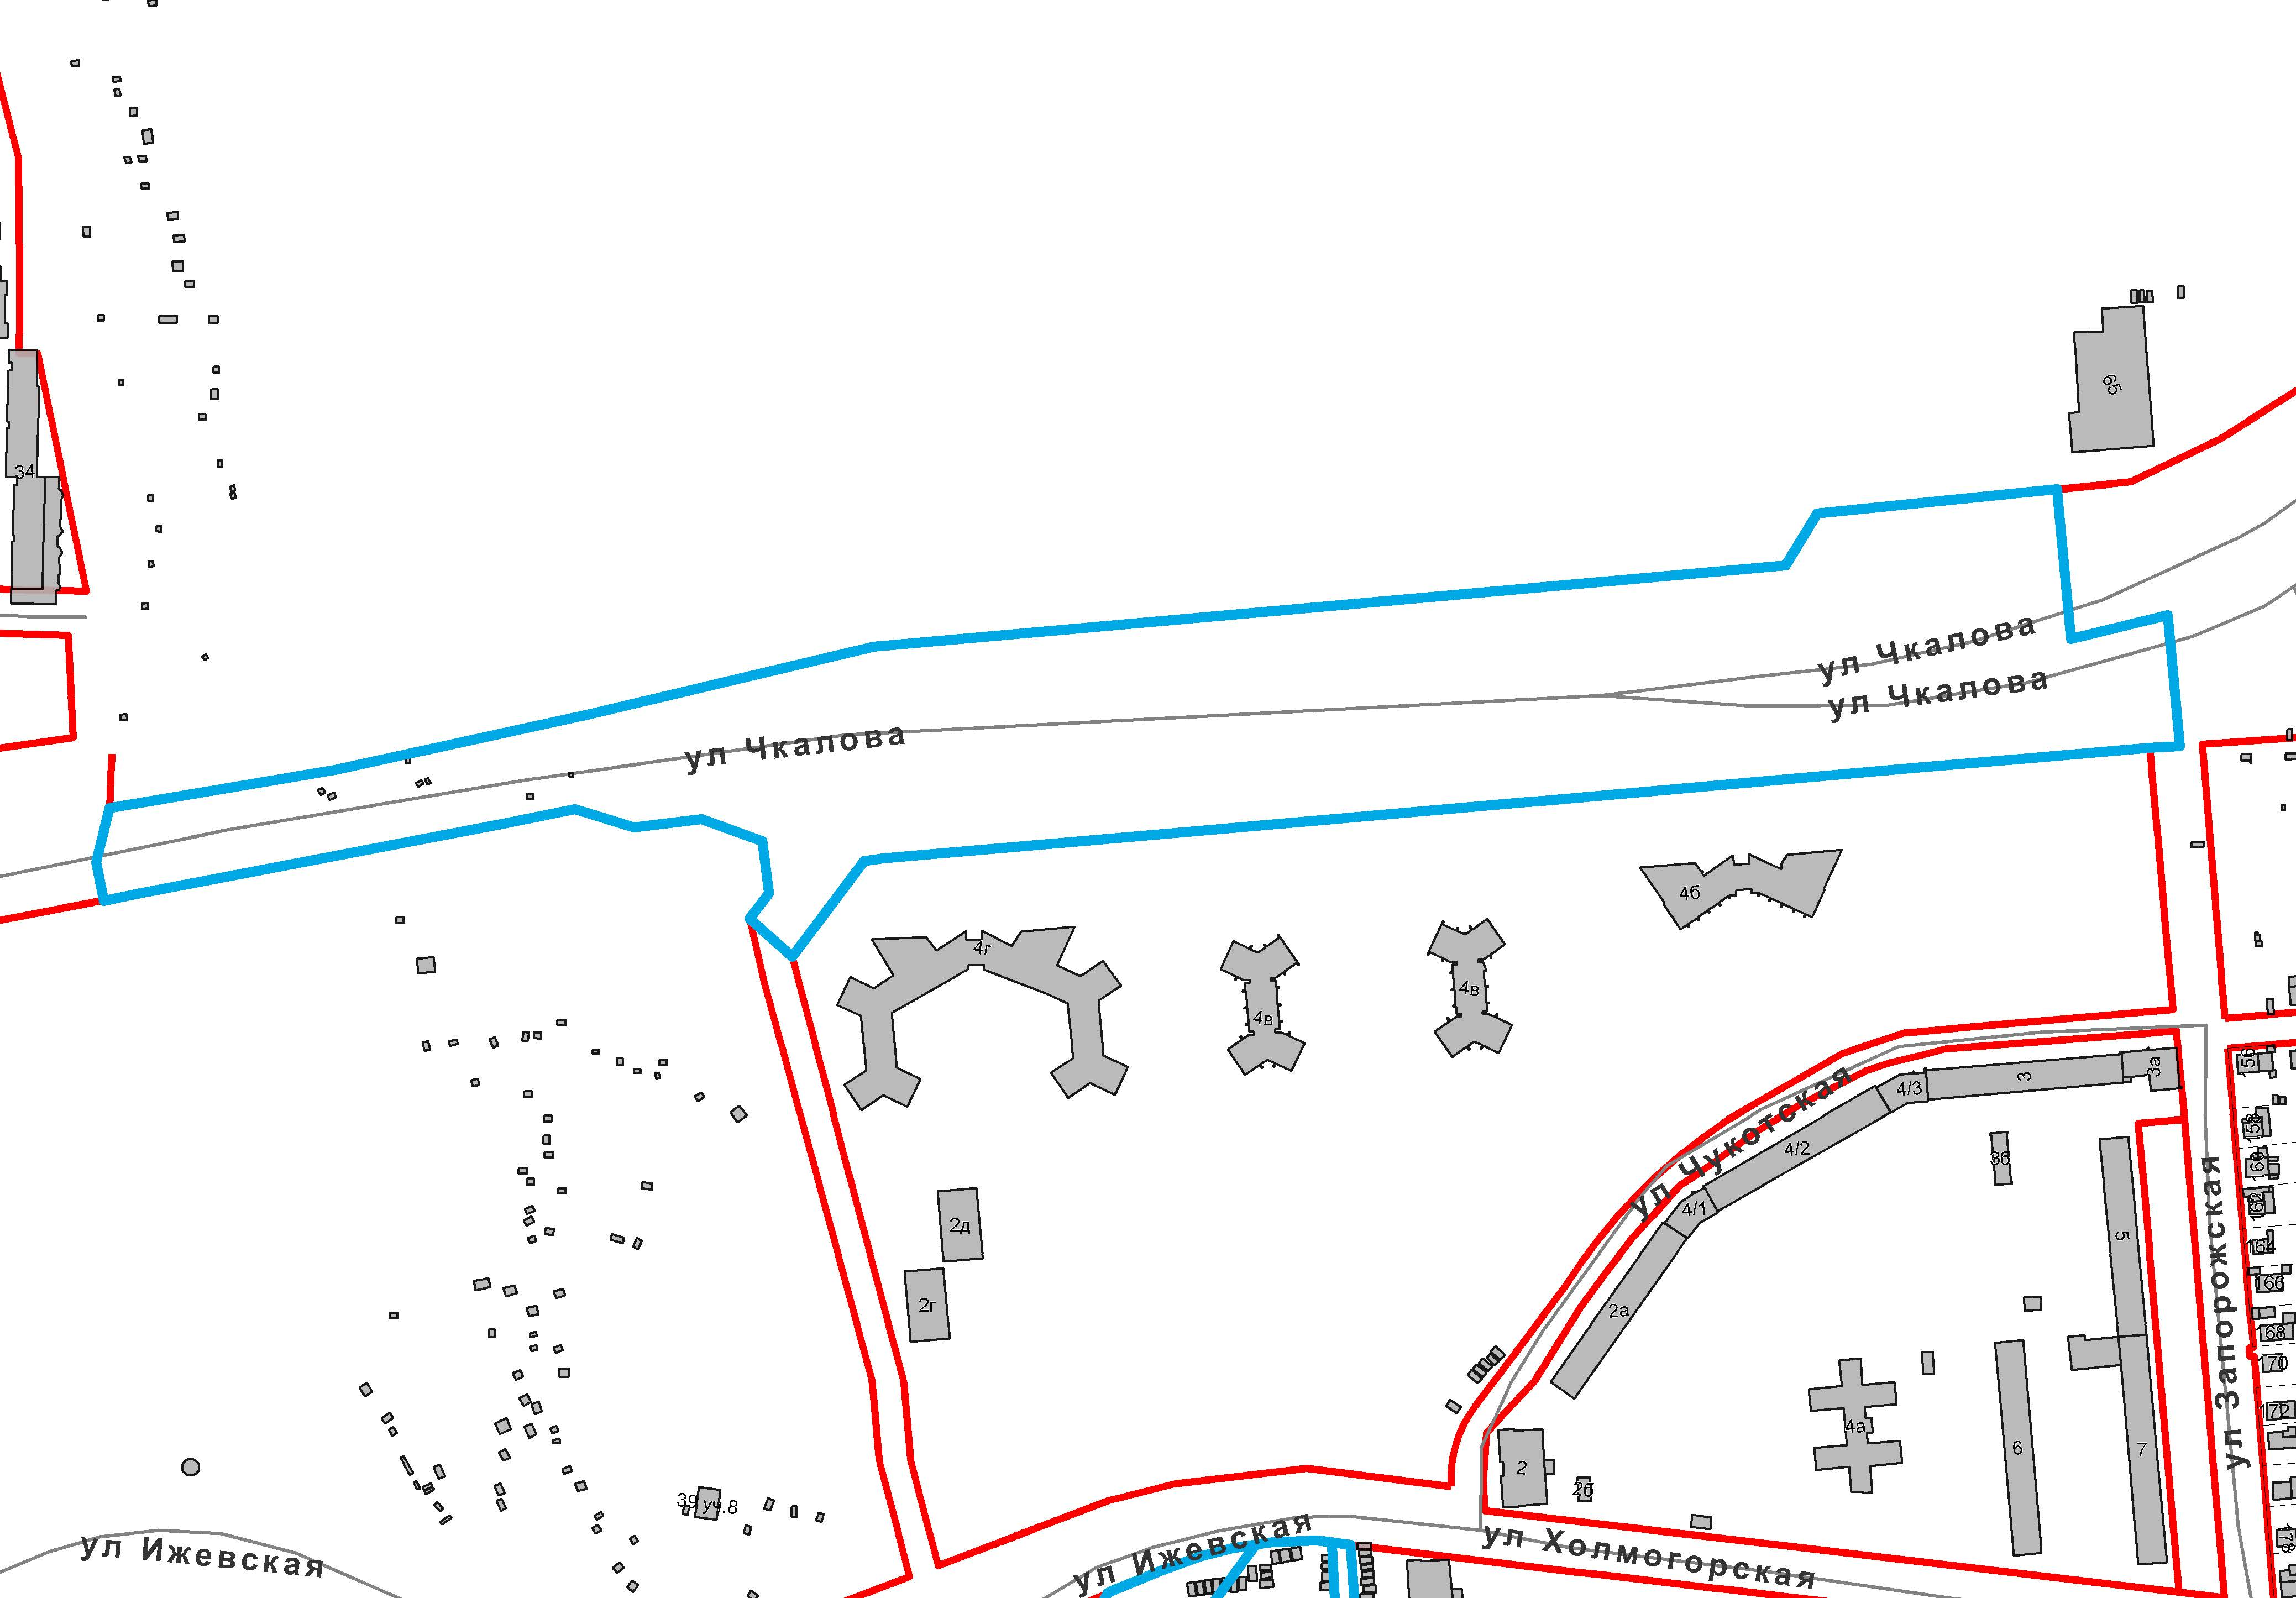 65
34
ул Чкалова
ул Чкалова
ул Чкалова
4б
4г
4в
4в
156
3а
3
4/3
ул Чукотская
158
4/2
3б
160
162
4/1
2д
5
164
ул Запорожская
166
2г
2а
168
170
172
4а
6
7
2
2б
39 уч.8
178
ул Ижевская
ул Ижевская
ул Холмогорская